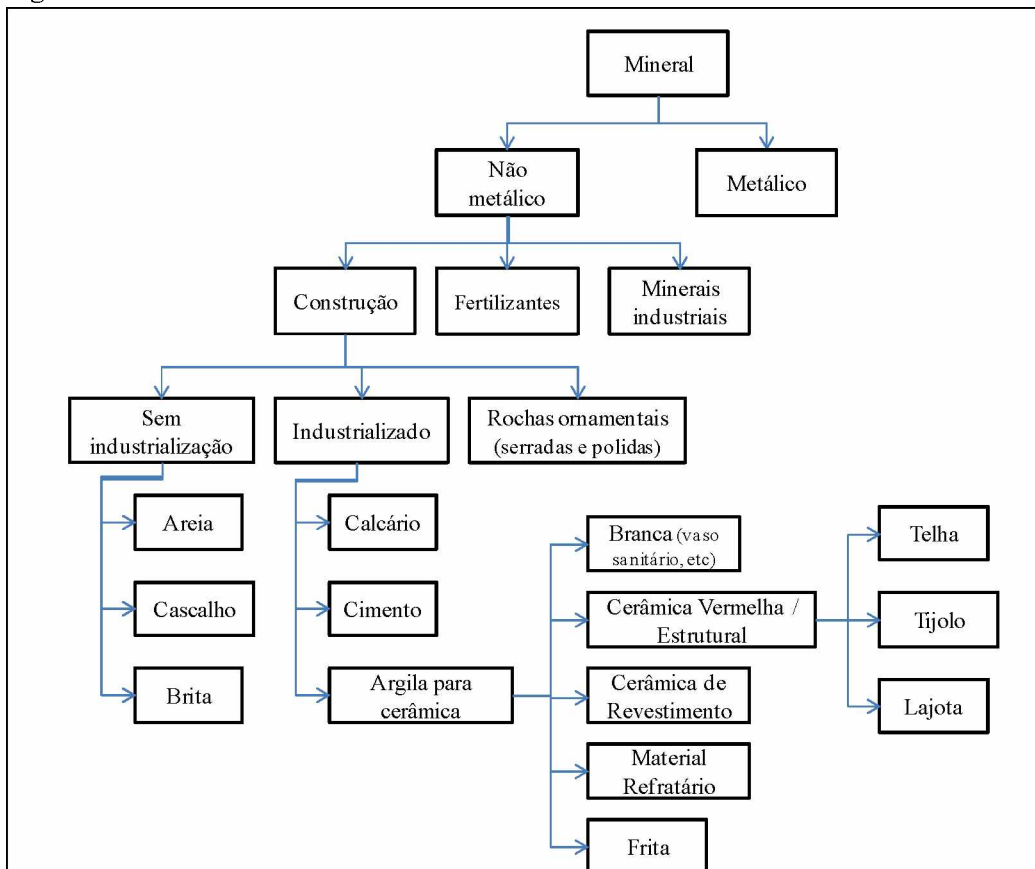 Mineral
Não
metálico
Metálico
Construção
Fertilizantes
Minerais
industriais
Sem
industrialização
Industrializado
Rochas ornamentais
(serradas e polidas)
Areia
Cascalho
Brita
Calcário
Cimento
Argila para
cerâmica
Branca (vaso
sanitário, etc)
Cerâmica Vermelha /
Estrutural
Cerâmica de
Revestimento
Material
Refratário
Frita
Telha
Tijolo
Lajota